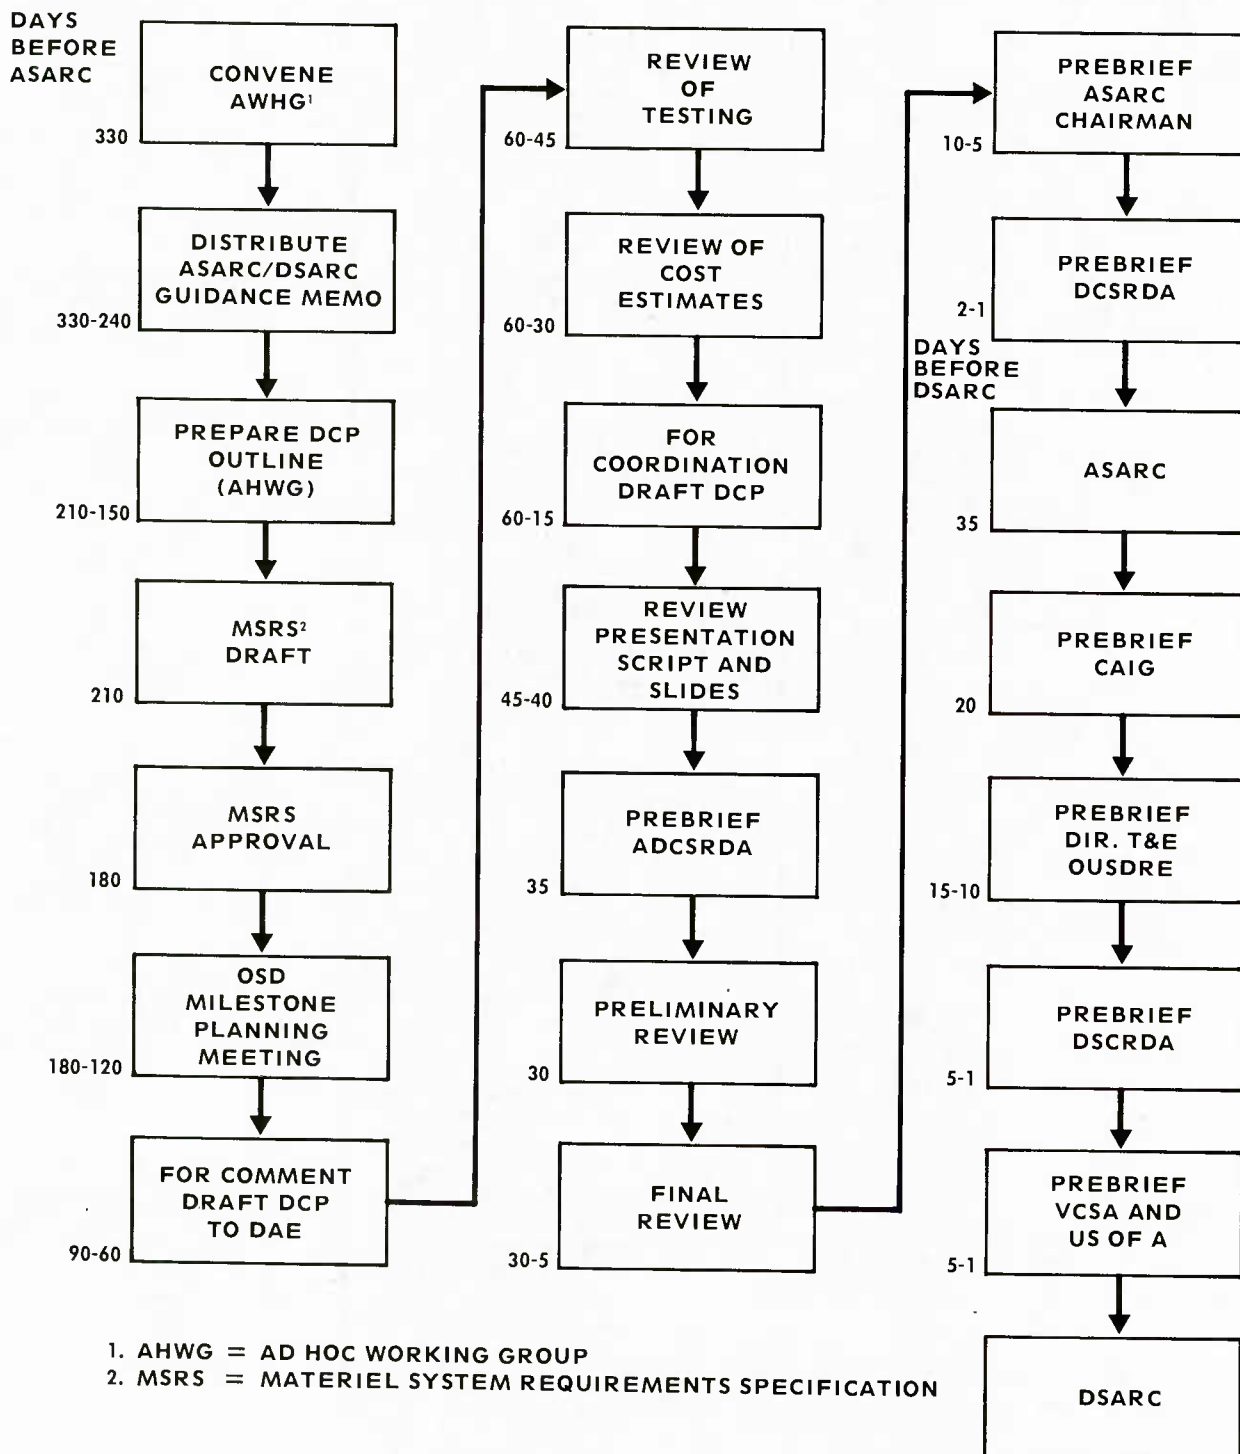 DAYS
BEFORE
ASARC
CONVENE
AWHG¹
330
DISTRIBUTE
ASARC/DSARC
GUIDANCE MEMO
330-240
PREPARE DCP
OUTLINE
(AHWG)
210-150
MSRS²
DRAFT
210
MSRS
APPROVAL
180
OSD
MILESTONE
PLANNING
MEETING
180-120
FOR COMMENT
DRAFT DCP
TO DAE
90-60
REVIEW
OF
TESTING
60-45
REVIEW OF
COST
ESTIMATES
60-30
FOR
COORDINATION
DRAFT DCP
60-15
REVIEW
PRESENTATION
SCRIPT AND
SLIDES
45-40
PREBRIEF
ADCSRDA
35
PRELIMINARY
REVIEW
30
FINAL
REVIEW
30-5
PREBRIEF
ASARC
CHAIRMAN
10-5
PREBRIEF
DCSRDA
2-1
DAYS
BEFORE
DSARC
ASARC
35
PREBRIEF
CAIG
20
PREBRIEF
DIR. T&E
OUSDRE
15-10
PREBRIEF
DSCRDA
5-1
PREBRIEF
VCSA AND
US OF A
5-1
DSARC
1. AHWG = AD HOC WORKING GROUP
2. MSRS = MATERIEL SYSTEM REQUIREMENTS SPECIFICATION